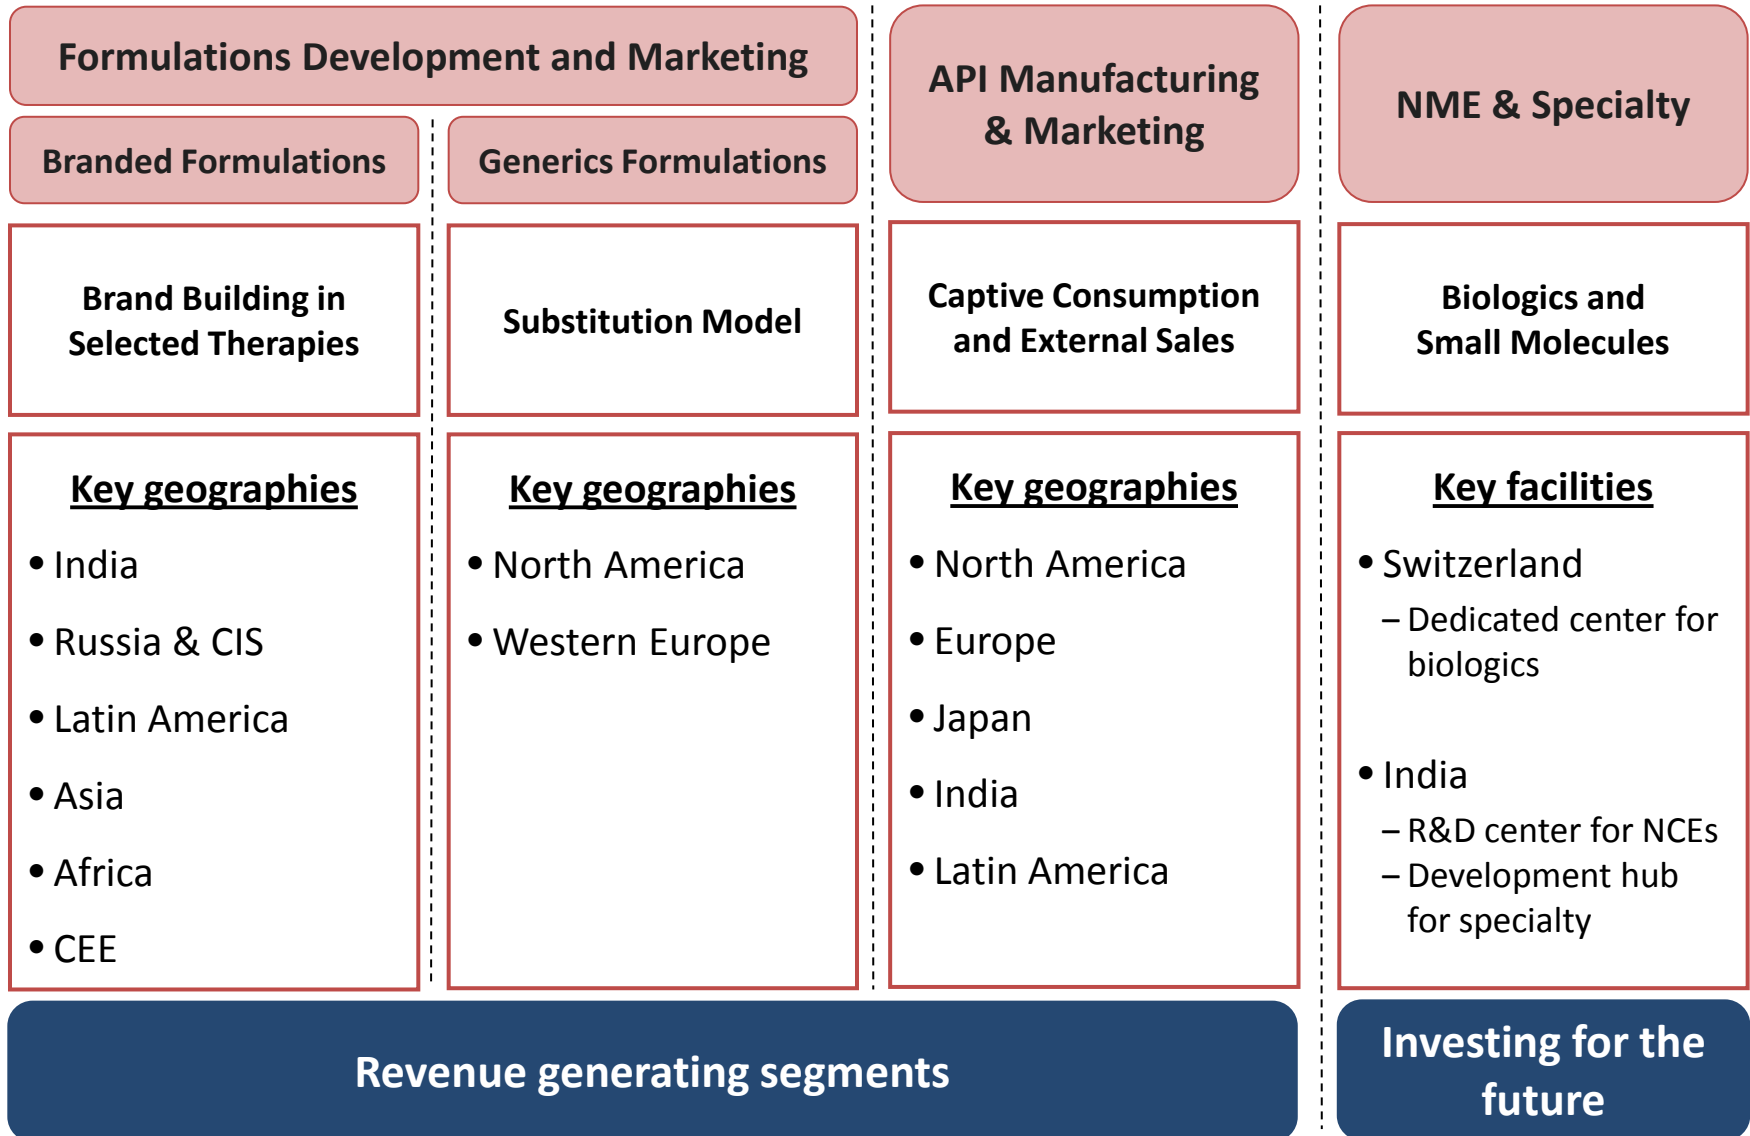 Formulations Development and Marketing
Branded Formulations
Generics Formulations
API Manufacturing
& Marketing
NME & Specialty
Brand Building in
Selected Therapies
Substitution Model
Captive Consumption
and External Sales
Biologics and
Small Molecules
Key geographies
• India
• Russia & CIS
• Latin America
• Asia
• Africa
• CEE
Key geographies
• North America
• Western Europe
Key geographies
• North America
• Europe
• Japan
• India
• Latin America
Key facilities
• Switzerland
– Dedicated center for
biologics
• India
– R&D center for NCEs
– Development hub
for specialty
Revenue generating segments
Investing for the
future